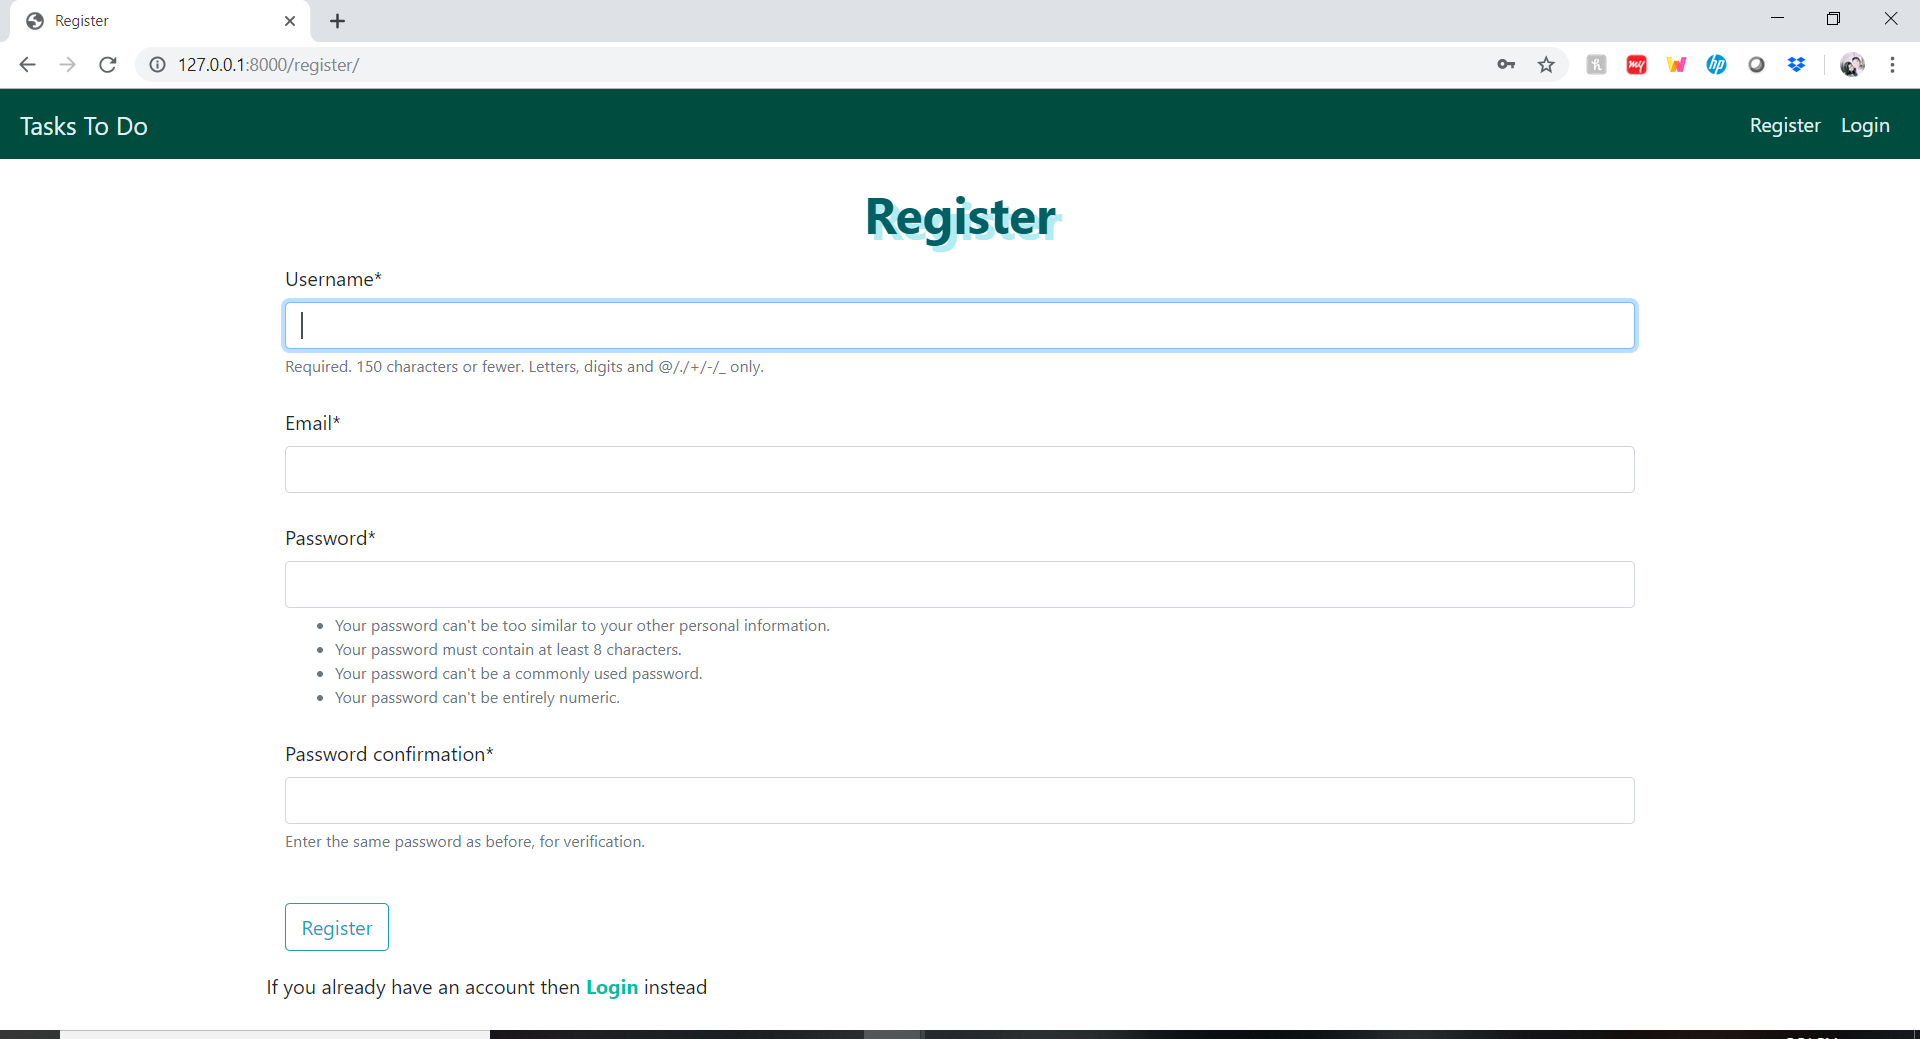 Register
127.0.0.1:8000/register/
my
hp
Tasks To Do
Register Login
Register
Username*
Required. 150 characters or fewer. Letters, digits and @/./+/-/_ only.
Email*
Password*
Your password can't be too similar to your other personal information.
Your password must contain at least 8 characters.
Your password can't be a commonly used password.
Your password can't be entirely numeric.
Password confirmation*
Enter the same password as before, for verification.
Register
If you already have an account then Login instead